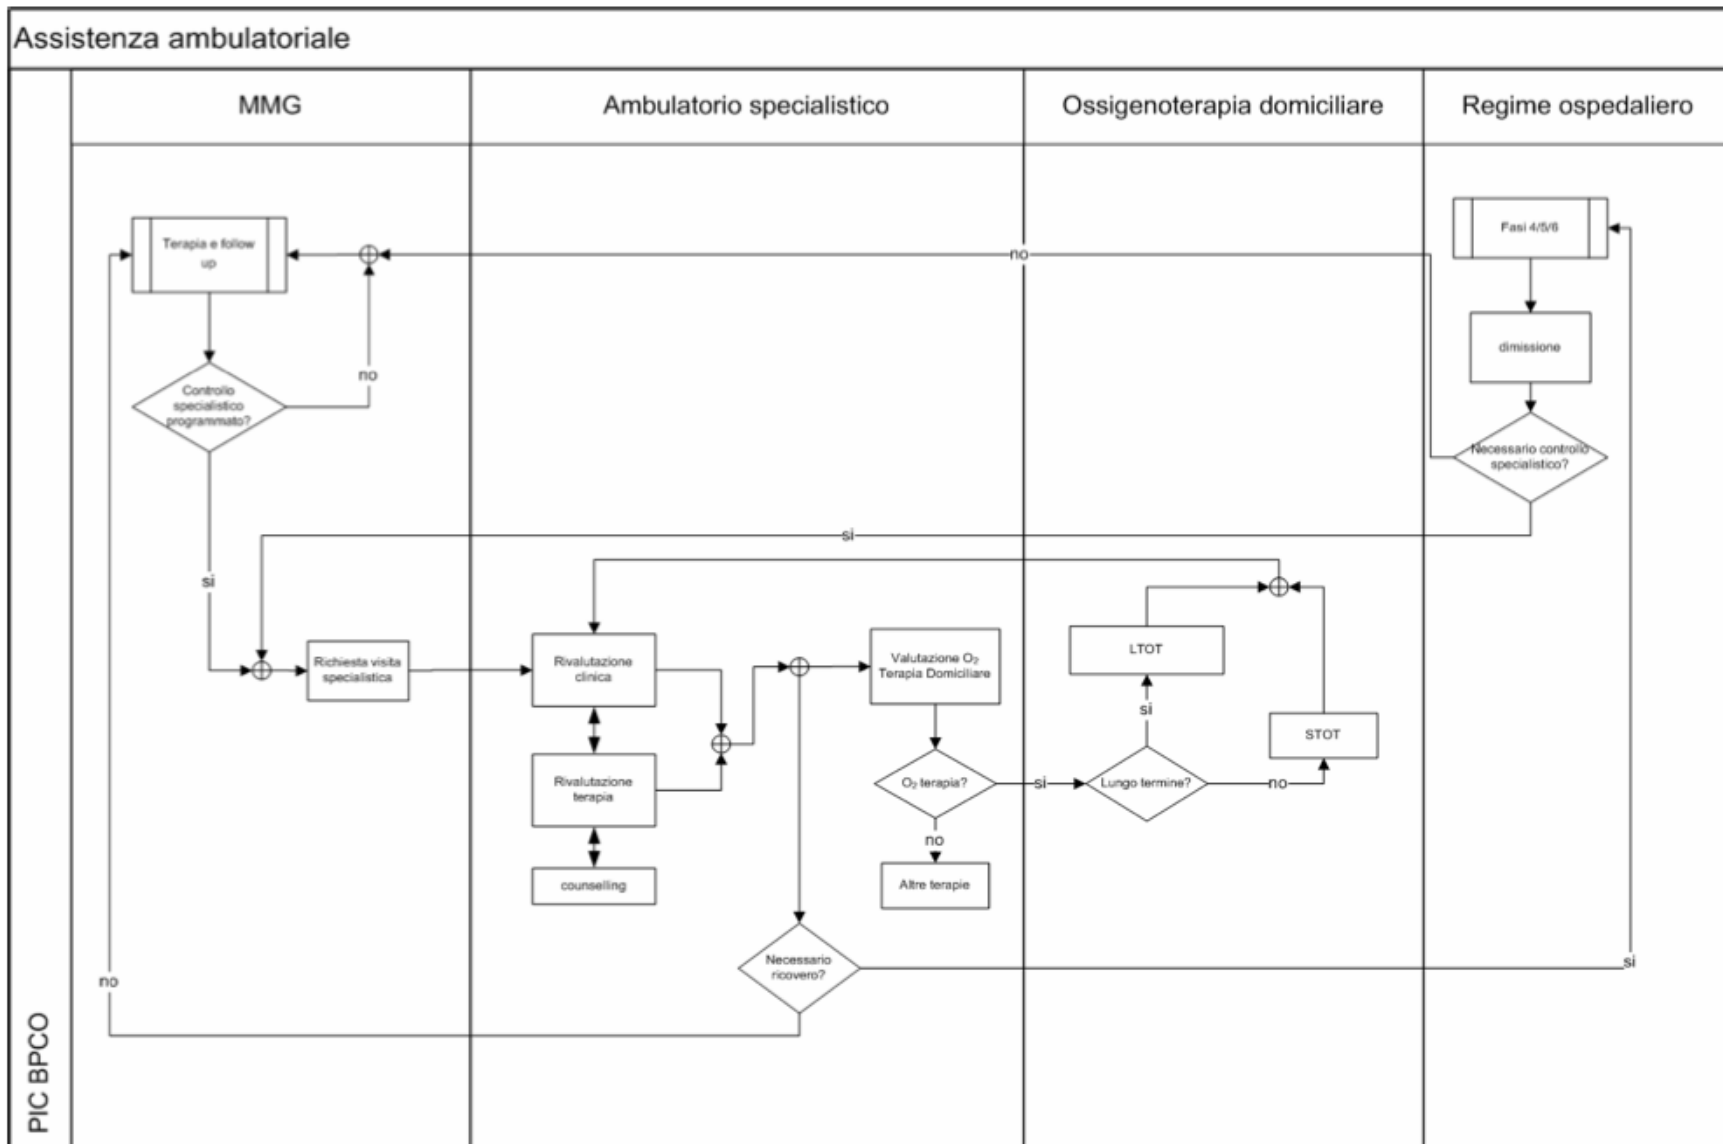 Assistenza ambulatoriale
PIC BPCO
MMG
Ambulatorio specialistico
Ossigenoterapia domiciliare
Regime ospedaliero
Terapia e follow
up
Controllo
specialistico
programmato?
no
si
Richiesta visita
specialistica
no
no
si
Rivalutazione
clinica
Rivalutazione
terapia
counselling
Valutazione O₂
Terapia Domiciliare
O₂ terapia?
si
no
Altre terapie
Necessario
ricovero?
Lungo termine?
si
LTOT
no
STOT
Fasi 4/5/6
dimissione
Necessario controllo
specialistico?
si